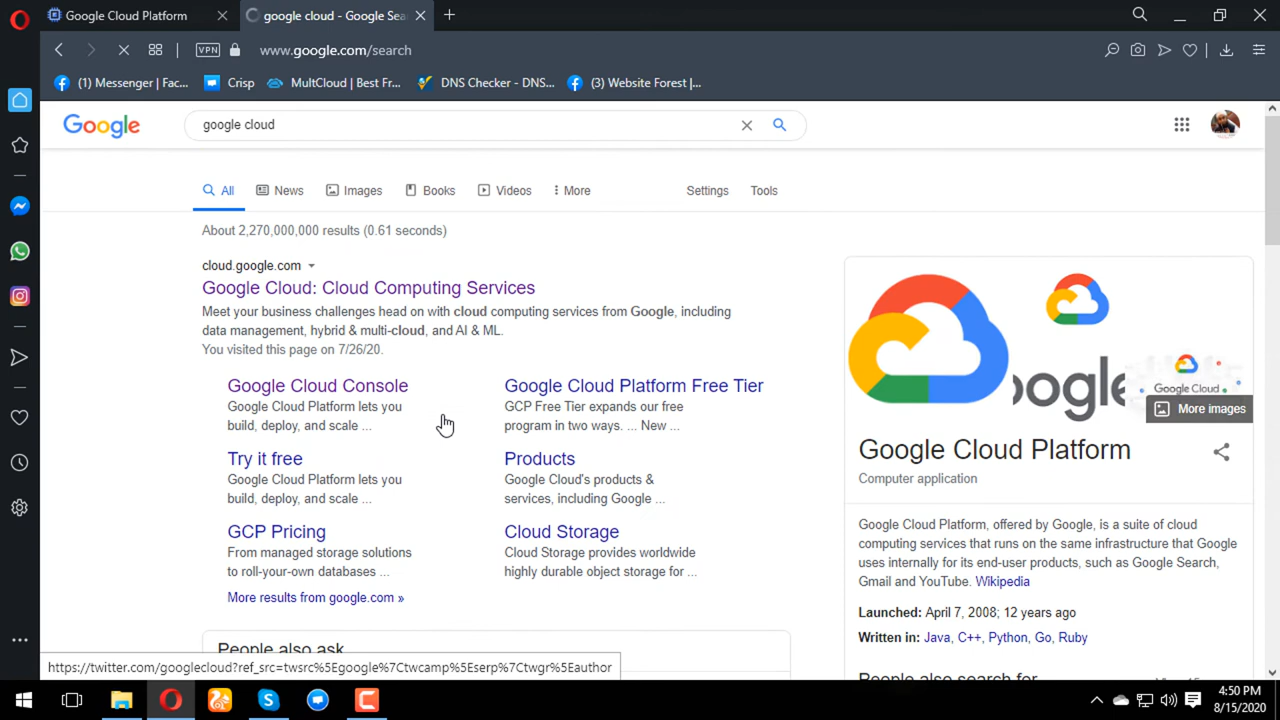 Google Cloud Platform
google cloud - Google Sea
VPN
www.google.com/search
(1) Messenger | Fac...
Crisp
MultCloud | Best Fr...
DNS Checker - DNS...
(3) Website Forest |...
Google
google cloud
All
News
Images
Books
Videos
More
Settings
Tools
About 2,270,000,000 results (0.61 seconds)
cloud.google.com
Google Cloud: Cloud Computing Services
Meet your business challenges head on with cloud computing services from Google, including
data management, hybrid & multi-cloud, and AI & ML.
You visited this page on 7/26/20.
Google Cloud Console
Google Cloud Platform lets you
build, deploy, and scale ...
Google Cloud Platform Free Tier
GCP Free Tier expands our free
program in two ways. ... New ...
Try it free
Google Cloud Platform lets you
build, deploy, and scale ...
Products
Google Cloud's products &
services, including Google ...
GCP Pricing
From managed storage solutions
to roll-your-own databases ...
Cloud Storage
Cloud Storage provides worldwide
highly durable object storage for ...
More results from google.com »
People also ask
oogle
Google Cloud
More images
Google Cloud Platform
Computer application
Google Cloud Platform, offered by Google, is a suite of cloud
computing services that runs on the same infrastructure that Google
uses internally for its end-user products, such as Google Search,
Gmail and YouTube. Wikipedia
Launched: April 7, 2008; 12 years ago
Written in: Java, C++, Python, Go, Ruby
People also search for
https://twitter.com/googlecloud?ref_src=twsrc%5Egoogle%7Ctwcamp%5Eserp%7Ctwgr%5Eauthor
4:50 PM
8/15/2020